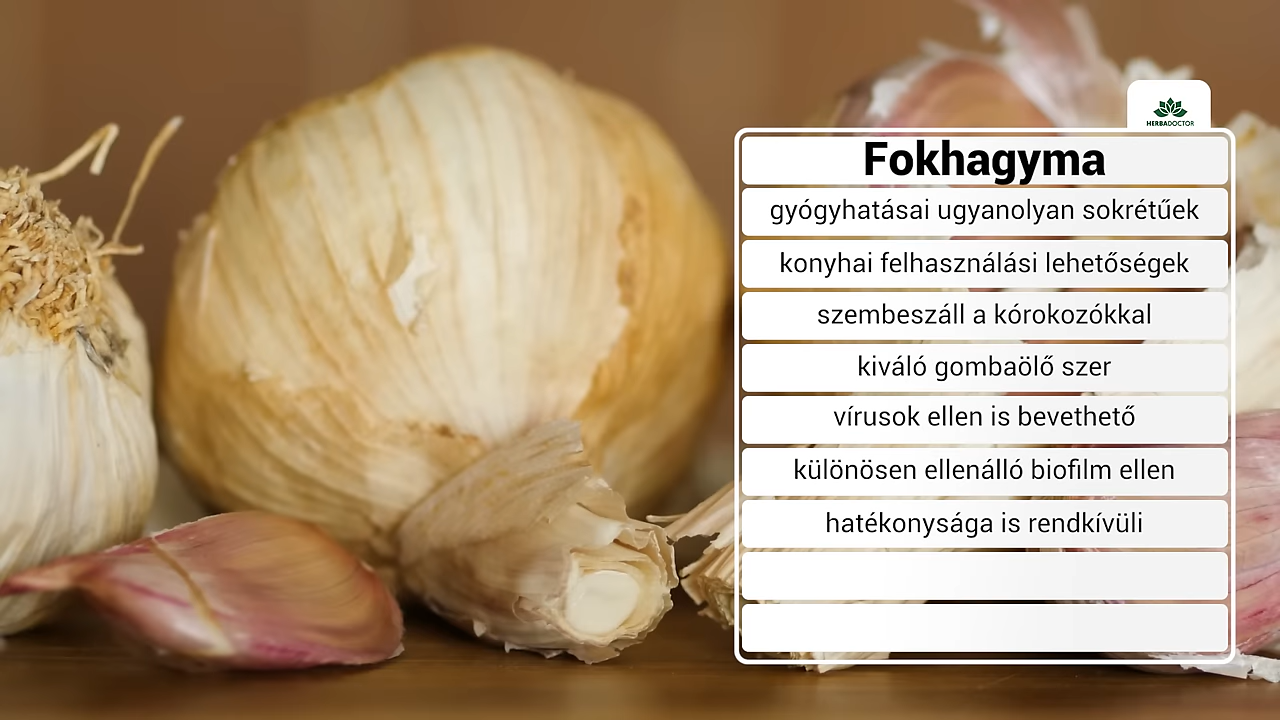 HERBADOCTOR
Fokhagyma
gyógyhatásai ugyanolyan sokrétűek
konyhai felhasználási lehetőségek
szembeszáll a kórokozókkal
kiváló gombaölő szer
vírusok ellen is bevethető
különösen ellenálló biofilm ellen
hatékonysága is rendkívüli